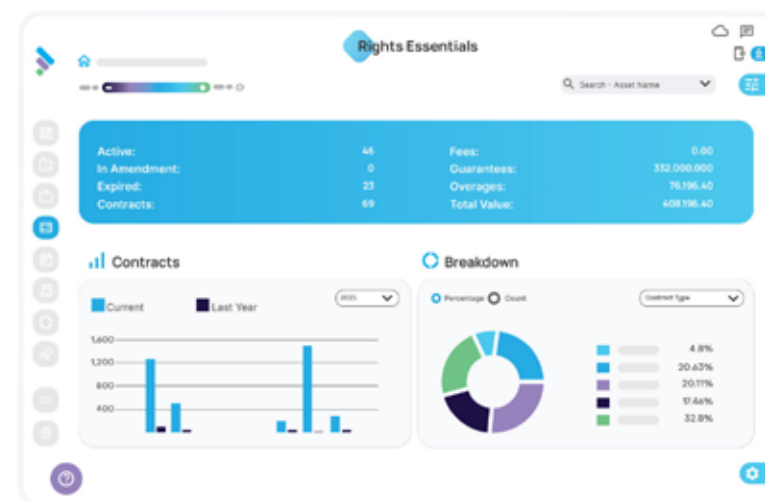 Rights Essentials
Search - Asset Name
Active: 46 Fees: 0.00
In Amendment: 0 Guarantees: 332,000.000
Expired: 23 Overages: 76,196.40
Contracts: 69 Total Value: 408,196.40
Contracts
Current Last Year 2021
1,600
1,200
800
400
Breakdown
Percentage Count Contract Type
4.8%
20.63%
20.11%
17.46%
32.8%